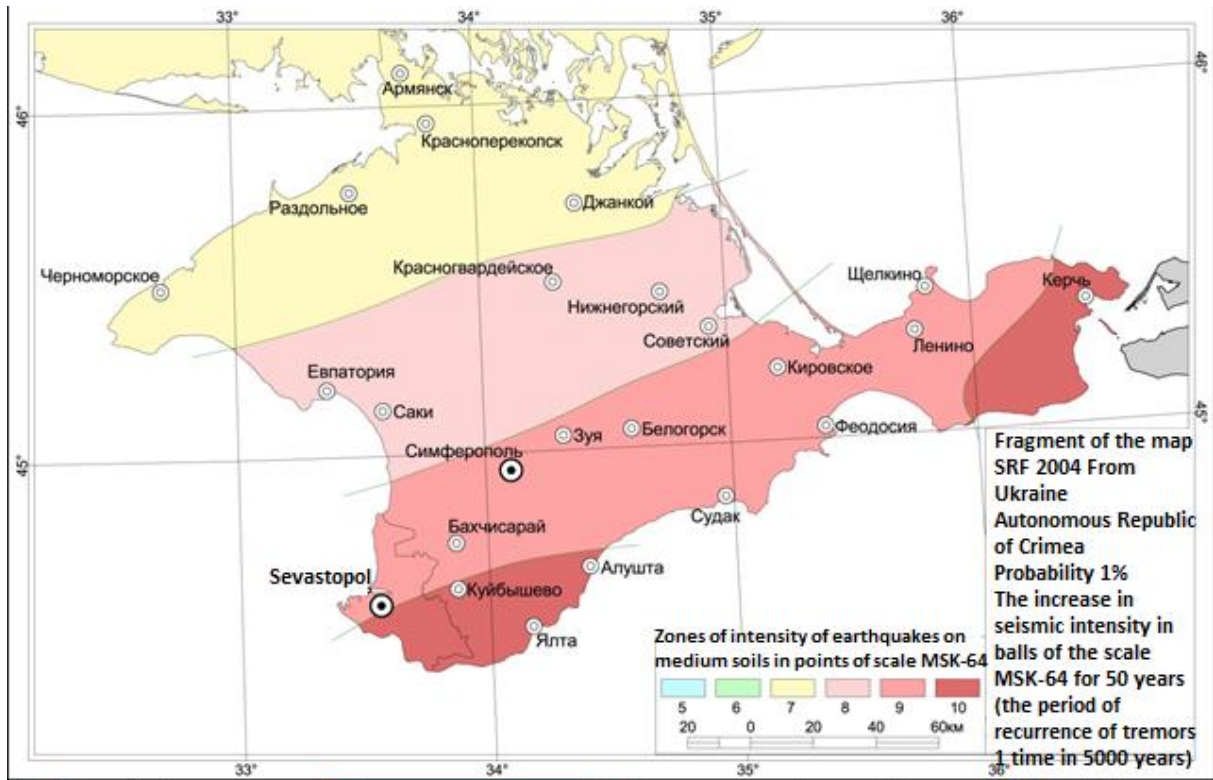 33°
34°
35°
36°
46°
46°
Армянск
Красноперекопск
Раздольное
Джанкой
Черноморское
Красногвардейское
Нижнегорский
Советский
Щелкино
Керчь
Ленино
Кировское
Евпатория
Саки
Зуя
Белогорск
Феодосия
45°
45°
Симферополь
Судак
Бахчисарай
Sevastopol
Куйбышево
Алушта
Ялта
Fragment of the map
SRF 2004 From
Ukraine
Autonomous Republic
of Crimea
Probability 1%
The increase in
seismic intensity in
balls of the scale
MSK-64 for 50 years
(the period of
recurrence of tremors
1 time in 5000 years)
Zones of intensity of earthquakes on
medium soils in points of scale MSK-64
5 6 7 8 9 10
20 0 20 40 60км
33°
34°
35°
36°